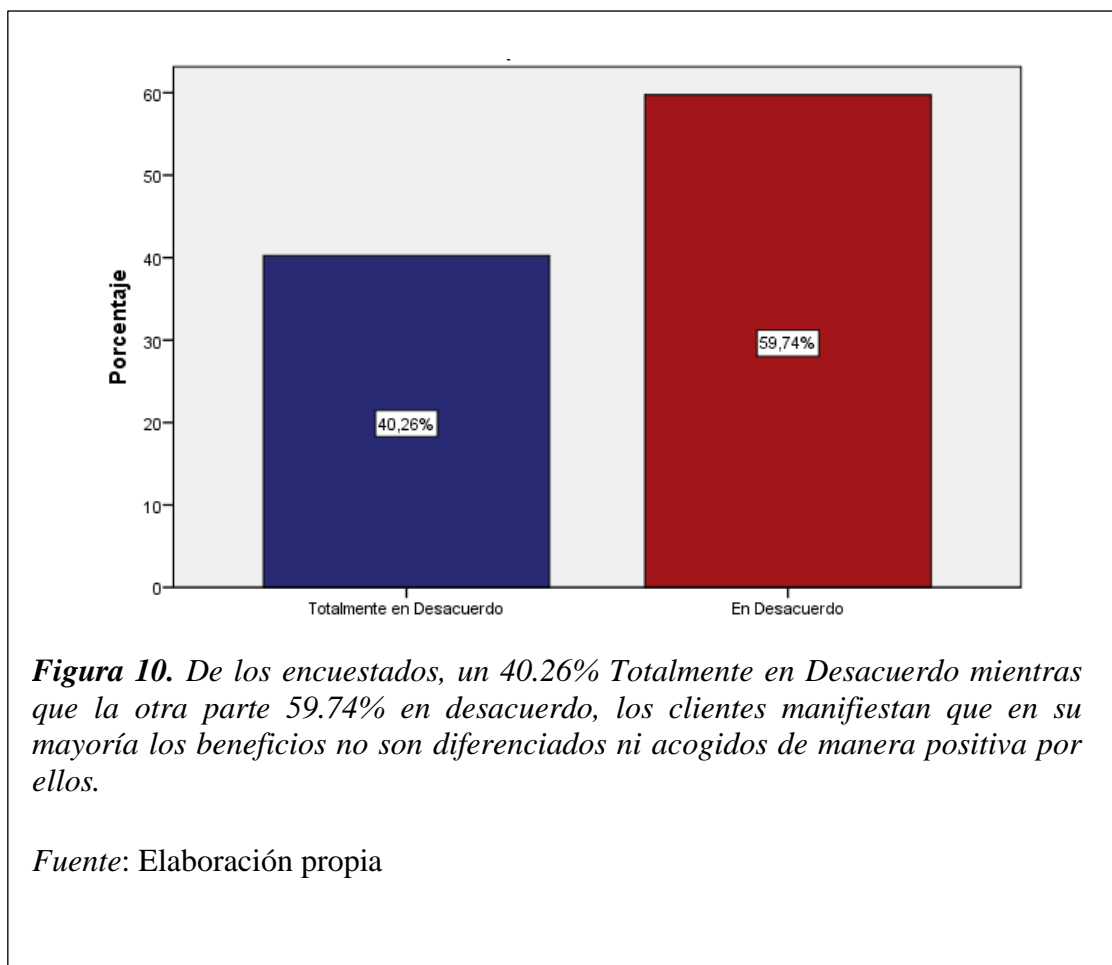 60
50
40
30
20
10
0
Porcentaje
40,26%
59,74%
Totalmente en Desacuerdo
En Desacuerdo
Figura 10. De los encuestados, un 40.26% Totalmente en Desacuerdo mientras
que la otra parte 59.74% en desacuerdo, los clientes manifiestan que en su
mayoría los beneficios no son diferenciados ni acogidos de manera positiva por
ellos.
Fuente: Elaboración propia